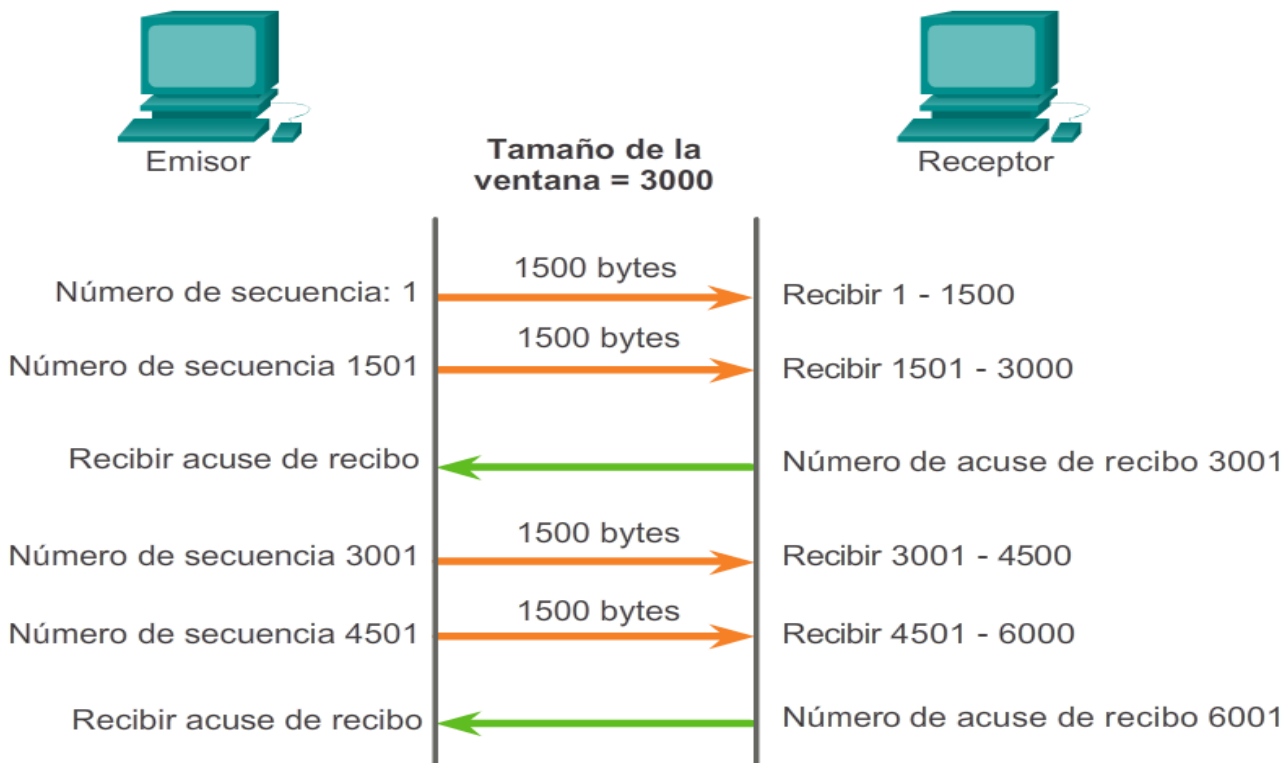 Emisor
Tamaño de la
ventana = 3000
Receptor
1500 bytes
Número de secuencia: 1
Recibir 1 - 1500
1500 bytes
Número de secuencia 1501
Recibir 1501 - 3000
Recibir acuse de recibo
Número de acuse de recibo 3001
1500 bytes
Número de secuencia 3001
Recibir 3001 - 4500
1500 bytes
Número de secuencia 4501
Recibir 4501 - 6000
Recibir acuse de recibo
Número de acuse de recibo 6001